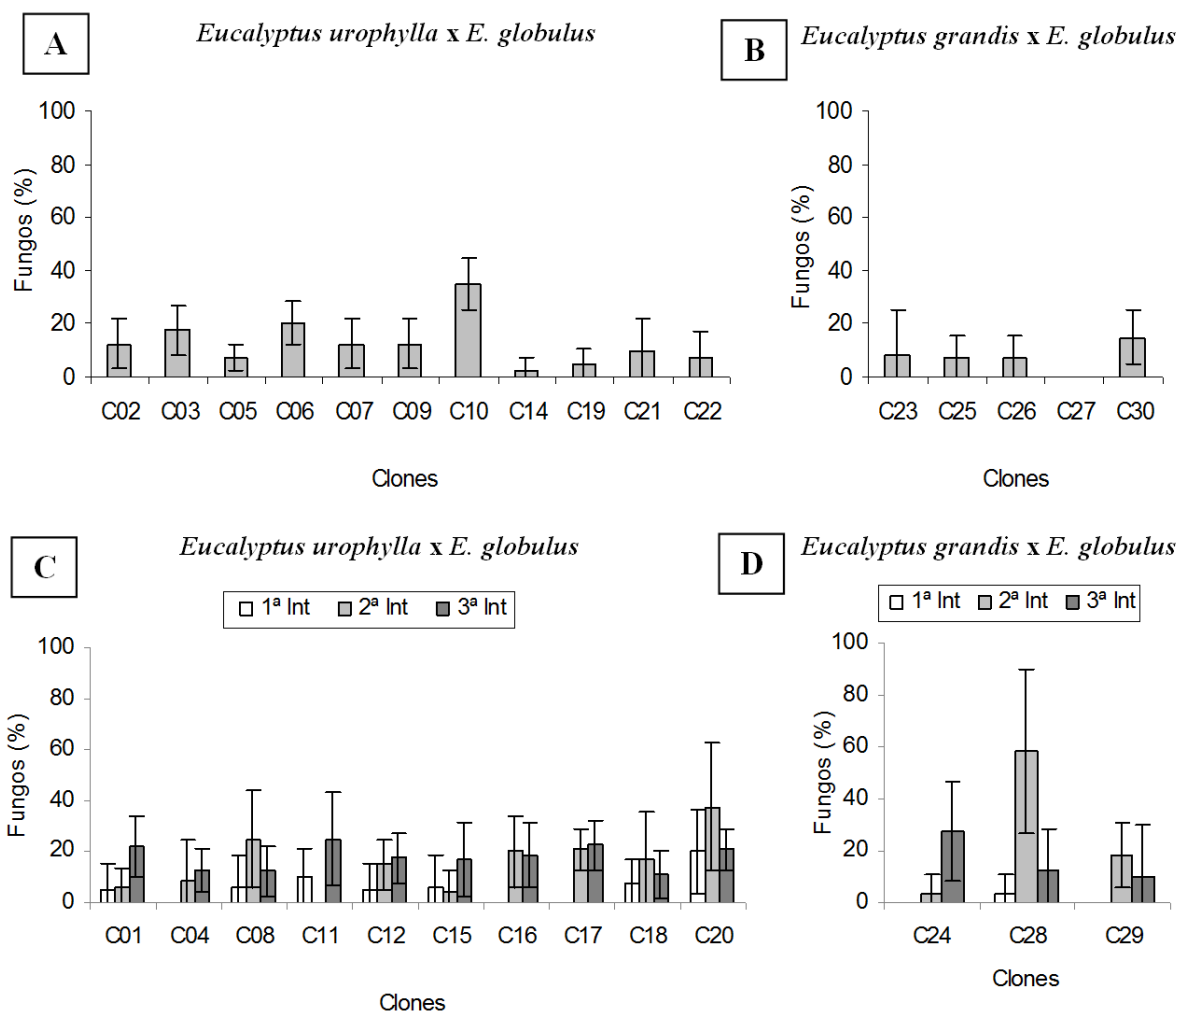 A
Eucalyptus urophylla x E. globulus
100
80
60
40
20
0
Fungos (%)
C02 C03 C05 C06 C07 C09 C10 C14 C19 C21 C22
Clones
B
Eucalyptus grandis x E. globulus
100
80
60
40
20
0
Fungos (%)
C23 C25 C26 C27 C30
Clones
C
Eucalyptus urophylla x E. globulus
1ª Int 2ª Int 3ª Int
100
80
60
40
20
0
Fungos (%)
C01 C04 C08 C11 C12 C15 C16 C17 C18 C20
Clones
D
Eucalyptus grandis x E. globulus
1ª Int 2ª Int 3ª Int
100
80
60
40
20
0
Fungos (%)
C24 C28 C29
Clones